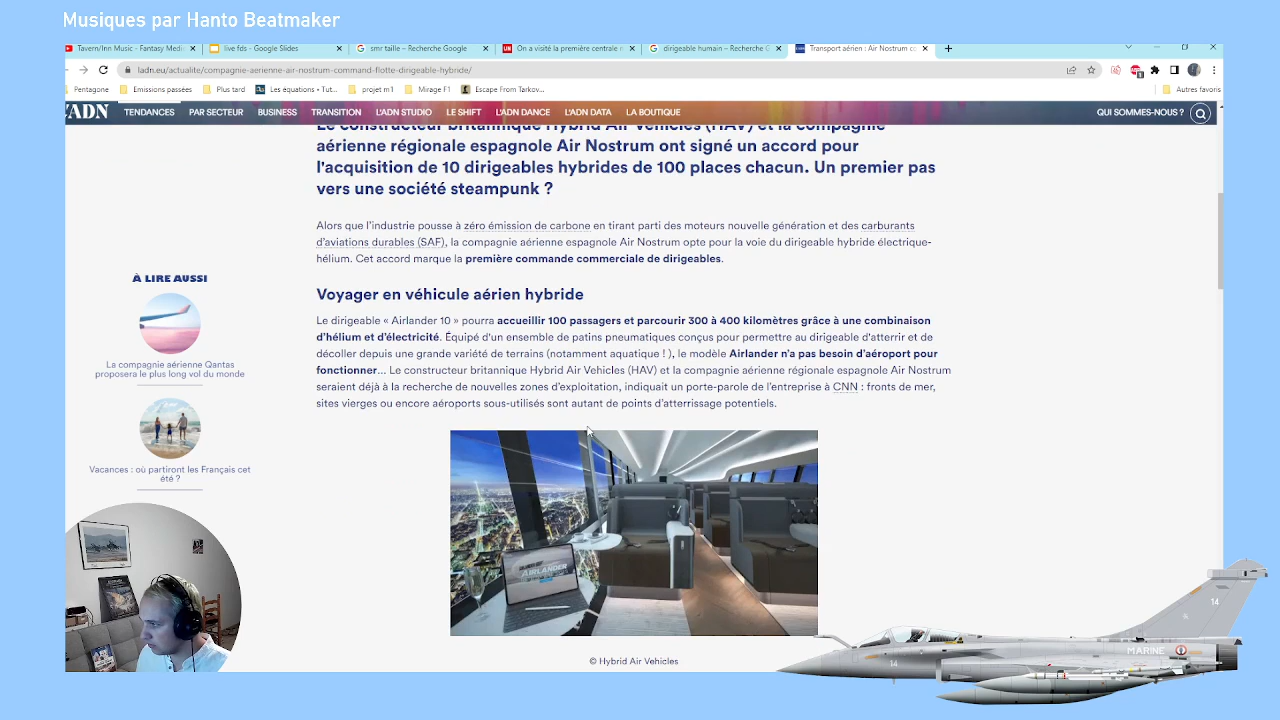 Musiques par Hanto Beatmaker
Tavern/Inn Music - Fantasy Medi
live fds - Google Slides
smr taille – Recherche Google
On a visité la première centrale n
dirigeable humain – Recherche G
Transport aérien : Air Nostrum co
ladn.eu/actualite/compagnie-aerienne-air-nostrum-command-flotte-dirigeable-hybride/
Pentagone
Emissions passées
Plus tard
Les équations • Tut...
projet m1
Mirage F1
Escape From Tarkov...
Autres favoris
L'ADN TENDANCES PAR SECTEUR BUSINESS TRANSITION L'ADN STUDIO LE SHIFT L'ADN DANCE L'ADN DATA LA BOUTIQUE QUI SOMMES-NOUS ?
Le constructeur britannique Hybrid Air Vehicles (HAV) et la compagnie
aérienne régionale espagnole Air Nostrum ont signé un accord pour
l'acquisition de 10 dirigeables hybrides de 100 places chacun. Un premier pas
vers une société steampunk ?
Alors que l'industrie pousse à zéro émission de carbone en tirant parti des moteurs nouvelle génération et des carburants
d'aviations durables (SAF), la compagnie aérienne espagnole Air Nostrum opte pour la voie du dirigeable hybride électrique-
hélium. Cet accord marque la première commande commerciale de dirigeables.
Voyager en véhicule aérien hybride
Le dirigeable « Airlander 10 » pourra accueillir 100 passagers et parcourir 300 à 400 kilomètres grâce à une combinaison
d'hélium et d'électricité. Équipé d'un ensemble de patins pneumatiques conçus pour permettre au dirigeable d'atterrir et de
décoller depuis une grande variété de terrains (notamment aquatique ! ), le modèle Airlander n'a pas besoin d'aéroport pour
fonctionner... Le constructeur britannique Hybrid Air Vehicles (HAV) et la compagnie aérienne régionale espagnole Air Nostrum
seraient déjà à la recherche de nouvelles zones d'exploitation, indiquait un porte-parole de l'entreprise à CNN : fronts de mer,
sites vierges ou encore aéroports sous-utilisés sont autant de points d'atterrissage potentiels.
À LIRE AUSSI
La compagnie aérienne Qantas
proposera le plus long vol du monde
Vacances : où partiront les Français cet
été ?
AIRLANDER
© Hybrid Air Vehicles
14
MARINE
14